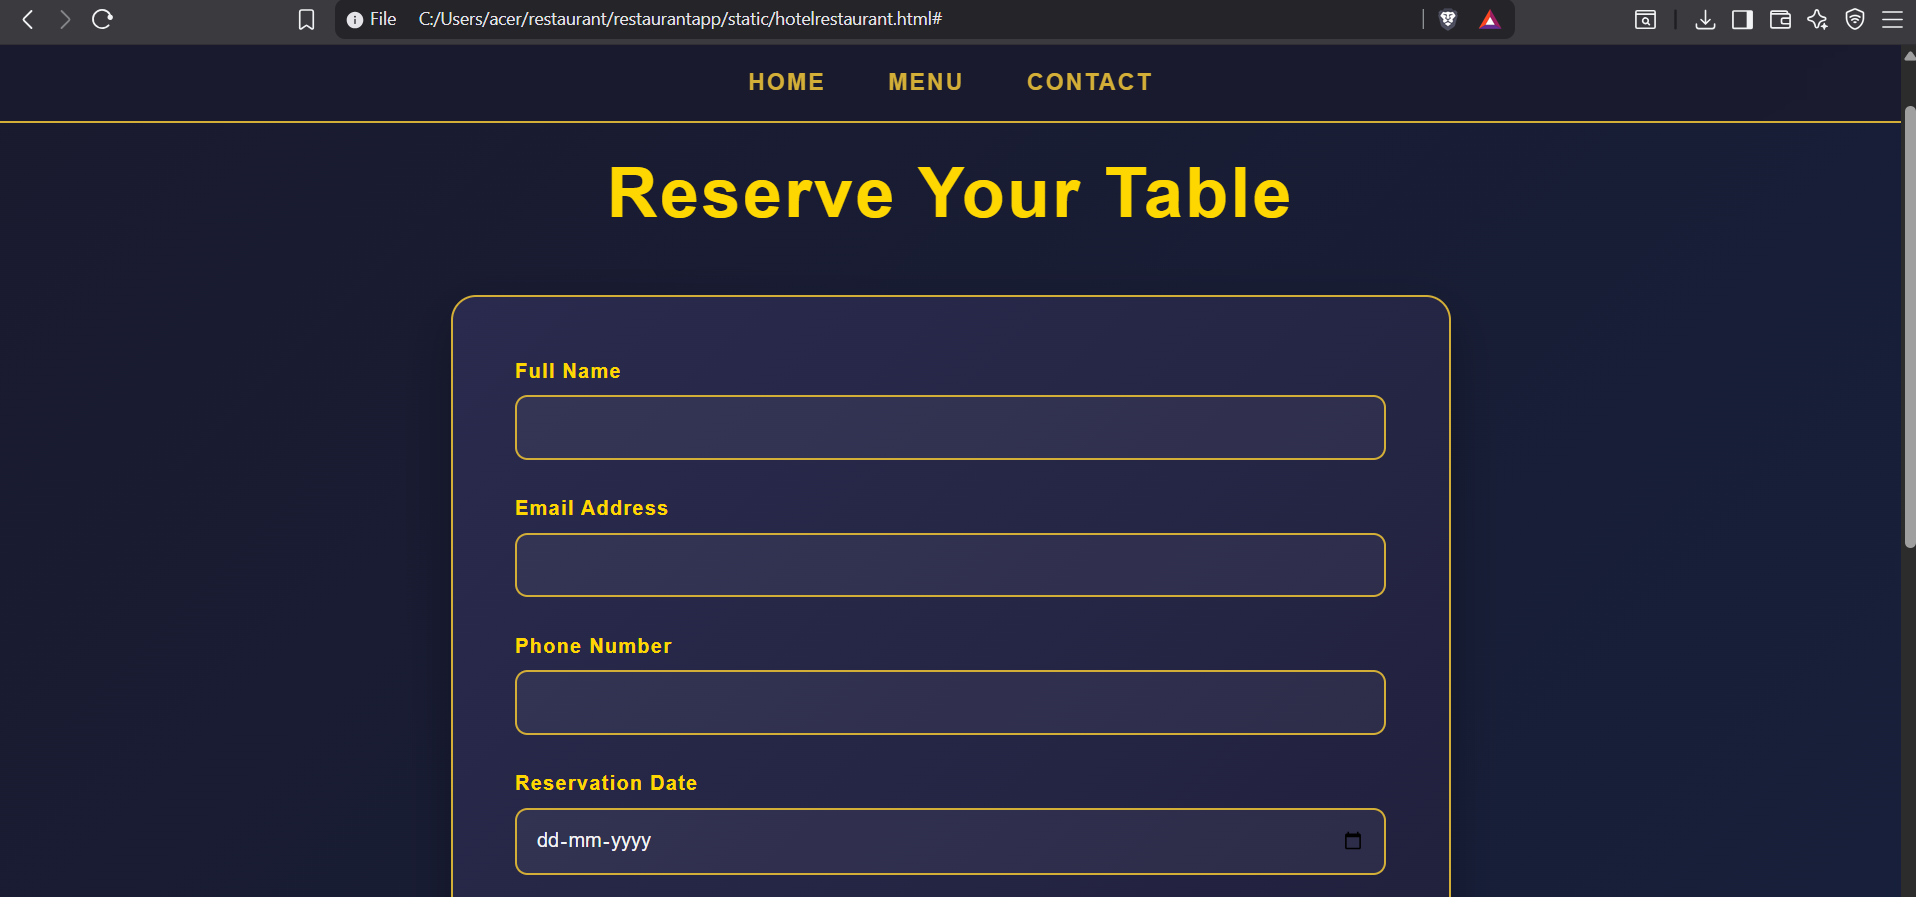 File C:/Users/acer/restaurant/restaurantapp/static/hotelrestaurant.html#
HOME MENU CONTACT
Reserve Your Table
Full Name
Email Address
Phone Number
Reservation Date
dd-mm-yyyy